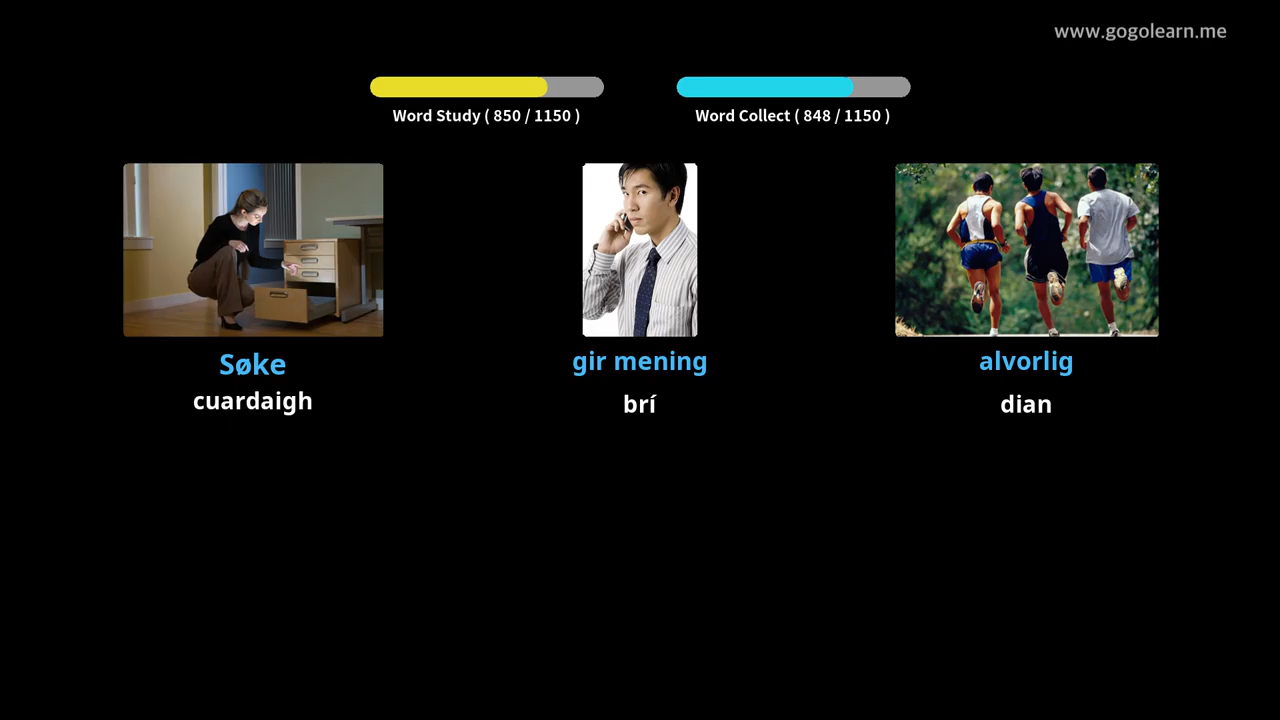 www.gogolearn.me
Word Study ( 850 / 1150 )
Word Collect ( 848 / 1150 )
Søke
gir mening
alvorlig
cuardaigh
brí
dian